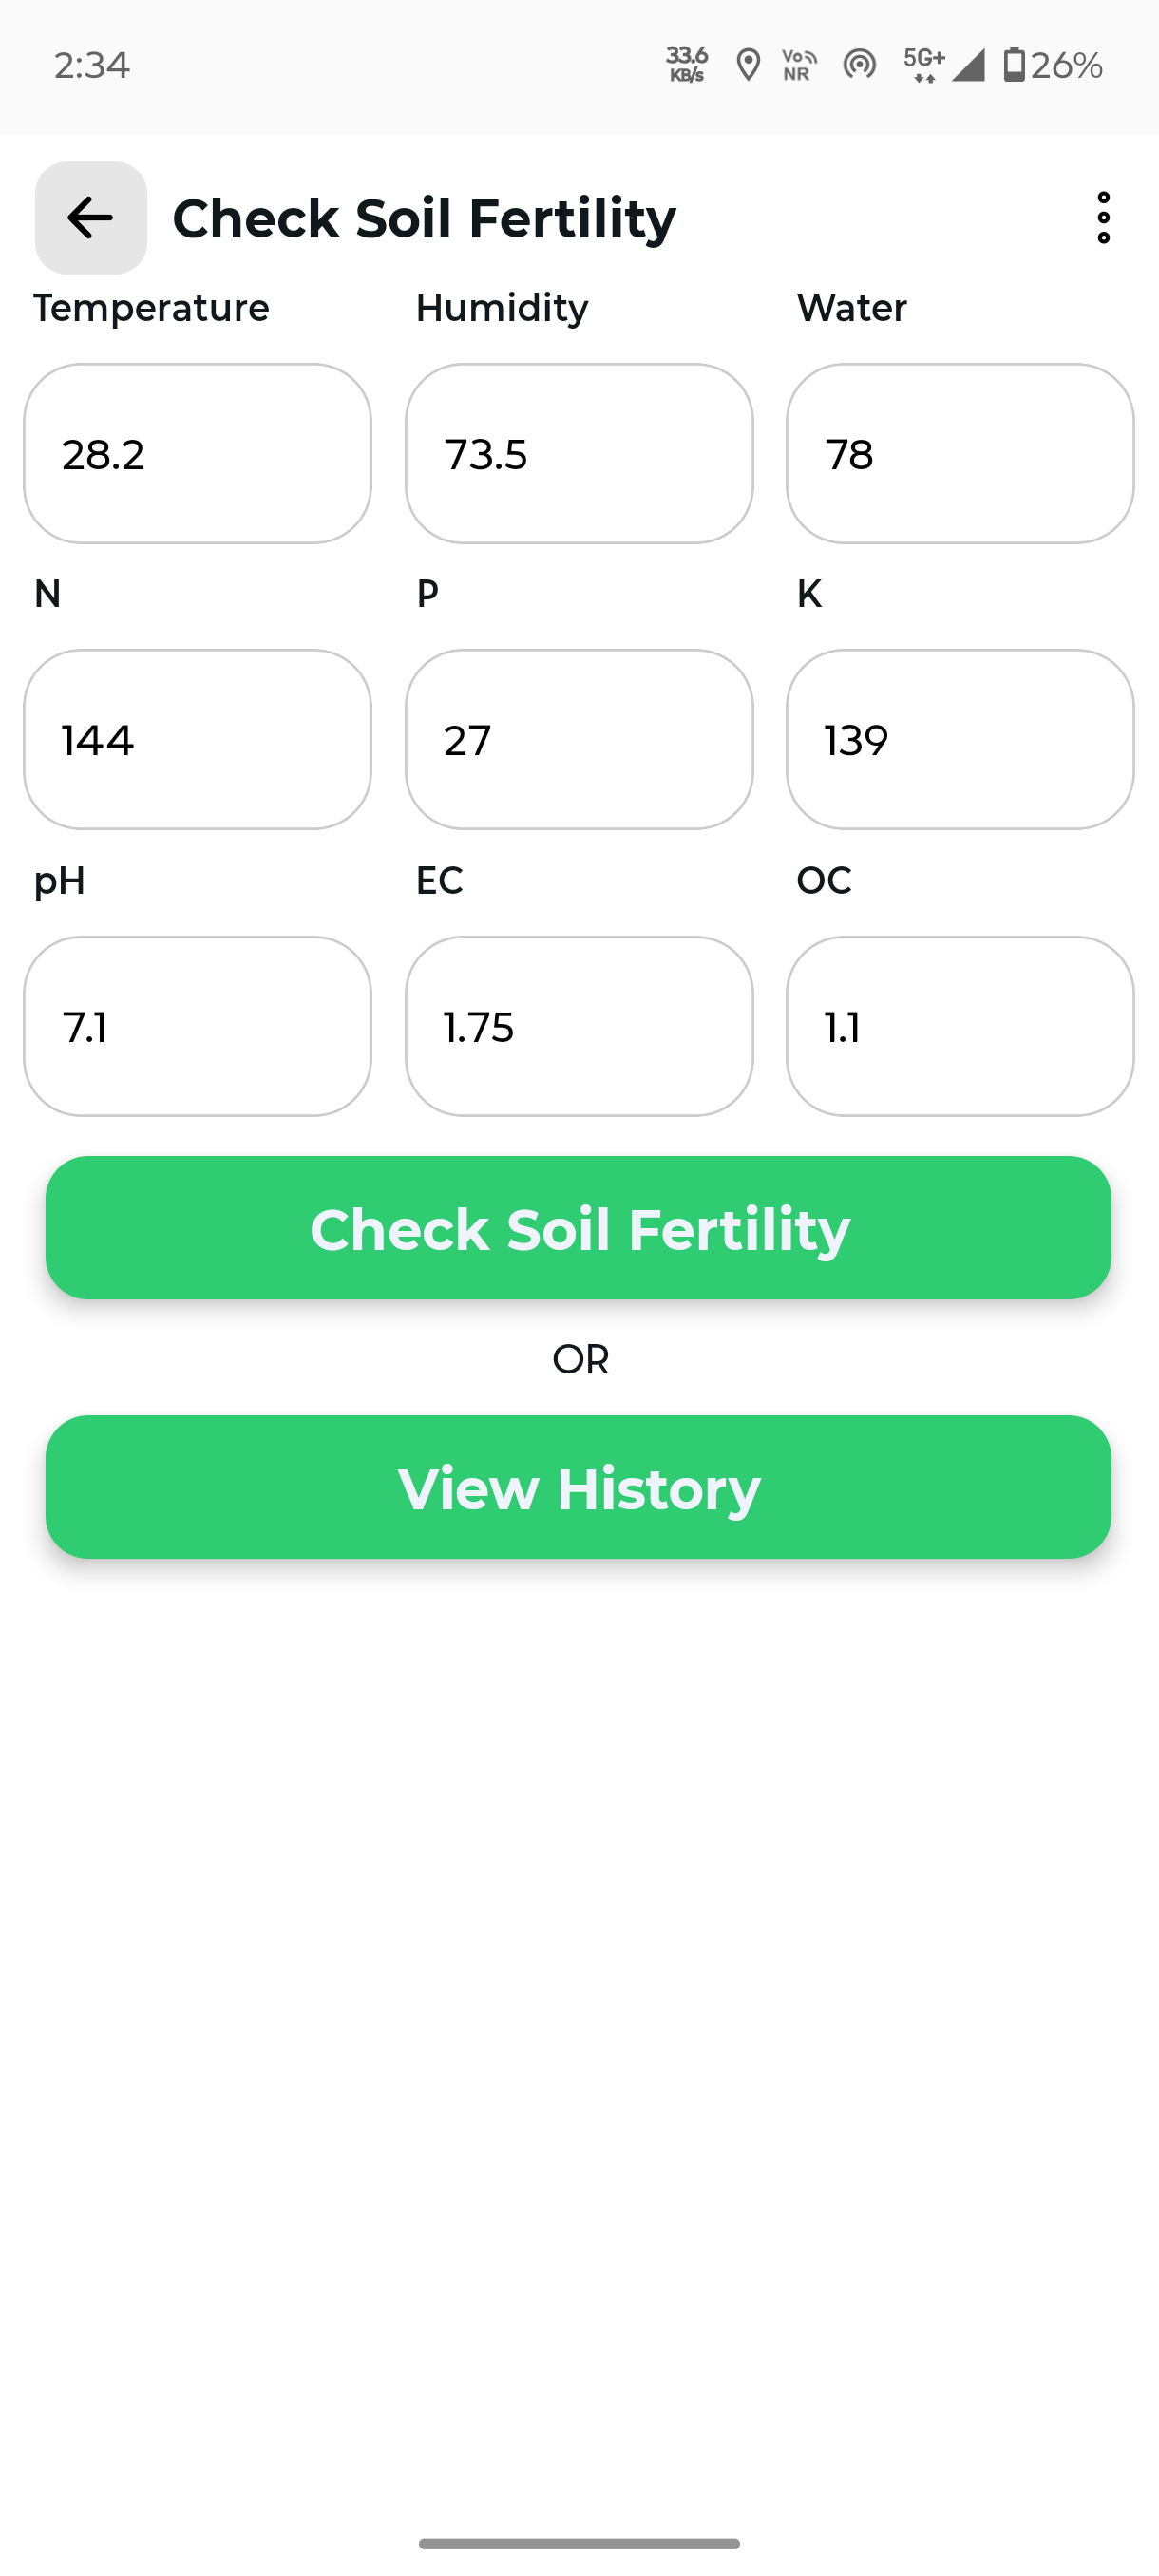 2:34 33.6 KB/s Vo NR 5G+ 26%
Check Soil Fertility
Temperature Humidity Water
28.2 73.5 78
N P K
144 27 139
pH EC OC
7.1 1.75 1.1
Check Soil Fertility
OR
View History